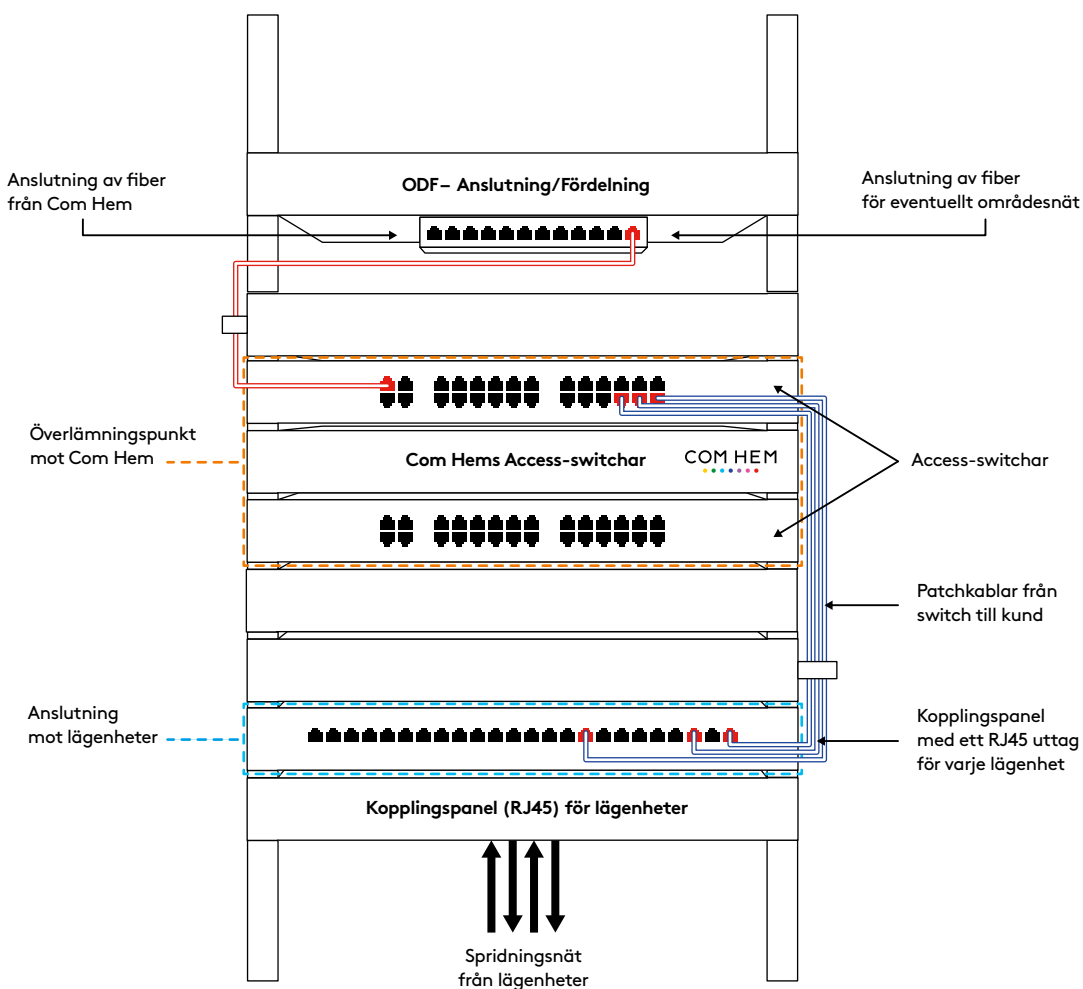 ODF– Anslutning/Fördelning
Anslutning av fiber
från Com Hem
Anslutning av fiber
för eventuellt områdesnät
Överlämningspunkt
mot Com Hem
Com Hems Access-switchar
COM HEM
Access-switchar
Patchkablar från
switch till kund
Anslutning
mot lägenheter
Kopplingspanel
med ett RJ45 uttag
för varje lägenhet
Kopplingspanel (RJ45) för lägenheter
Spridningsnät
från lägenheter